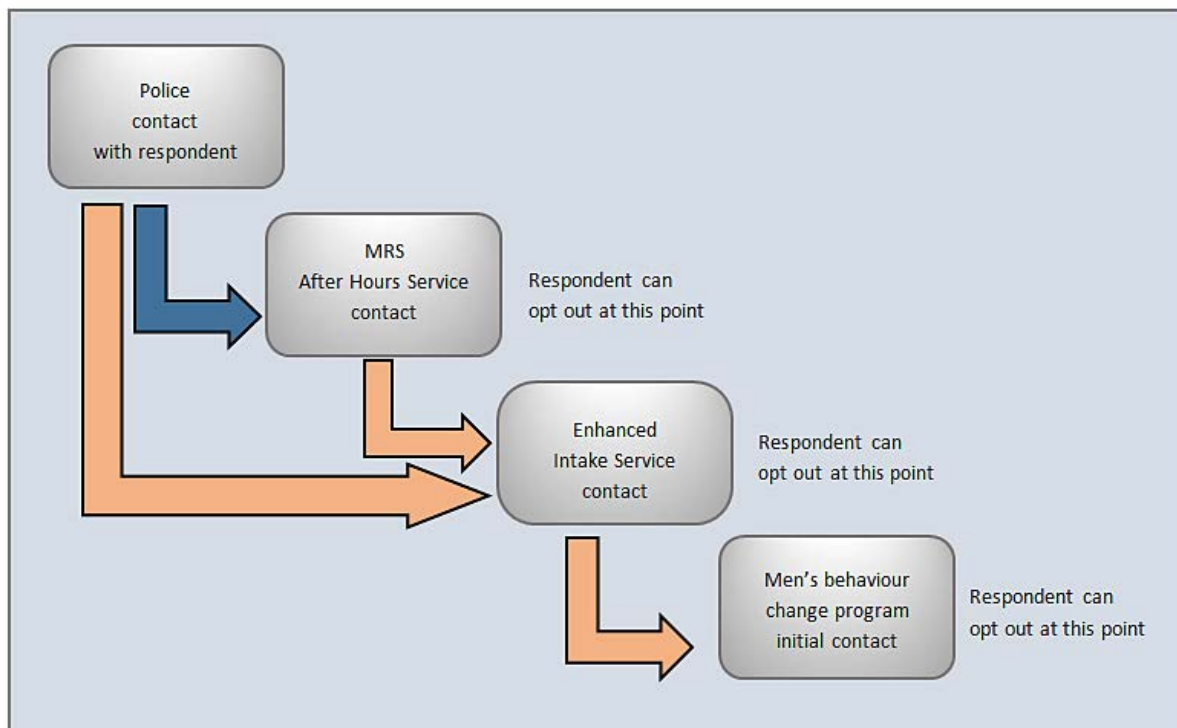 Police
contact
with respondent
MRS
After Hours Service
contact
Respondent can
opt out at this point
Enhanced
Intake Service
contact
Respondent can
opt out at this point
Men’s behaviour
change program
initial contact
Respondent can
opt out at this point